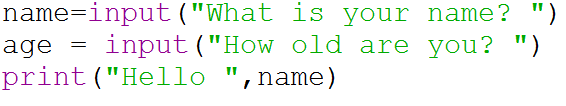 name=input("What is your name? ")
age = input("How old are you? ")
print("Hello ",name)